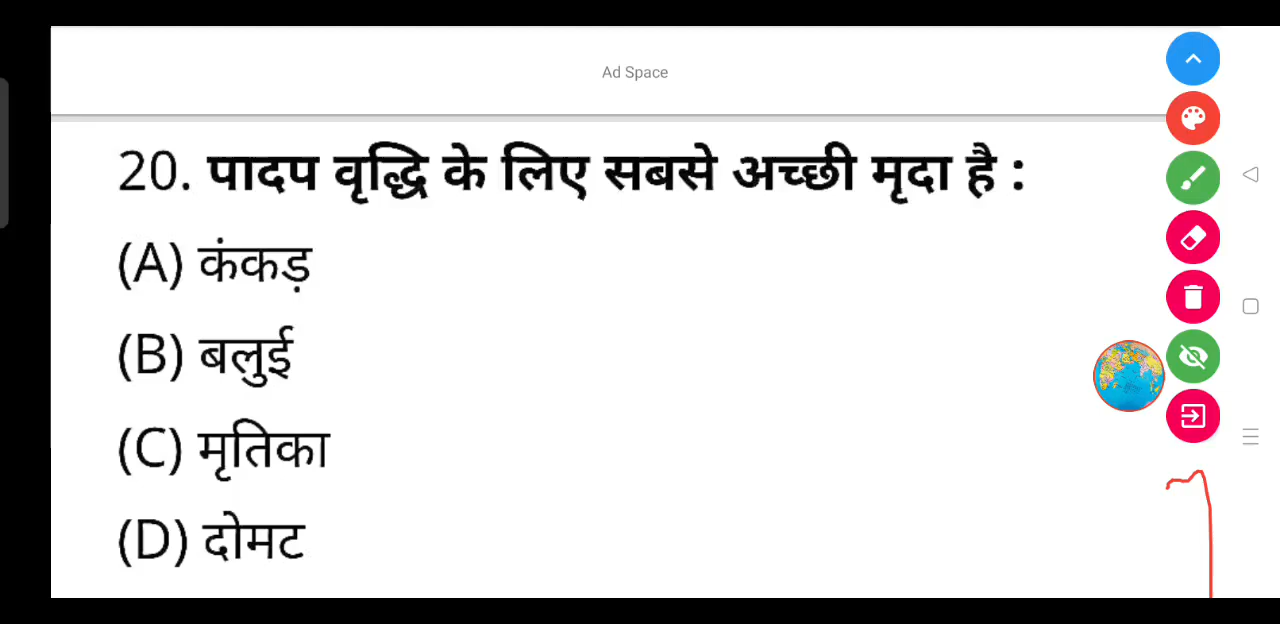 Ad Space
20. पादप वृद्धि के लिए सबसे अच्छी मृदा है :
(A) कंकड़
(B) बलुई
(C) मृतिका
(D) दोमट